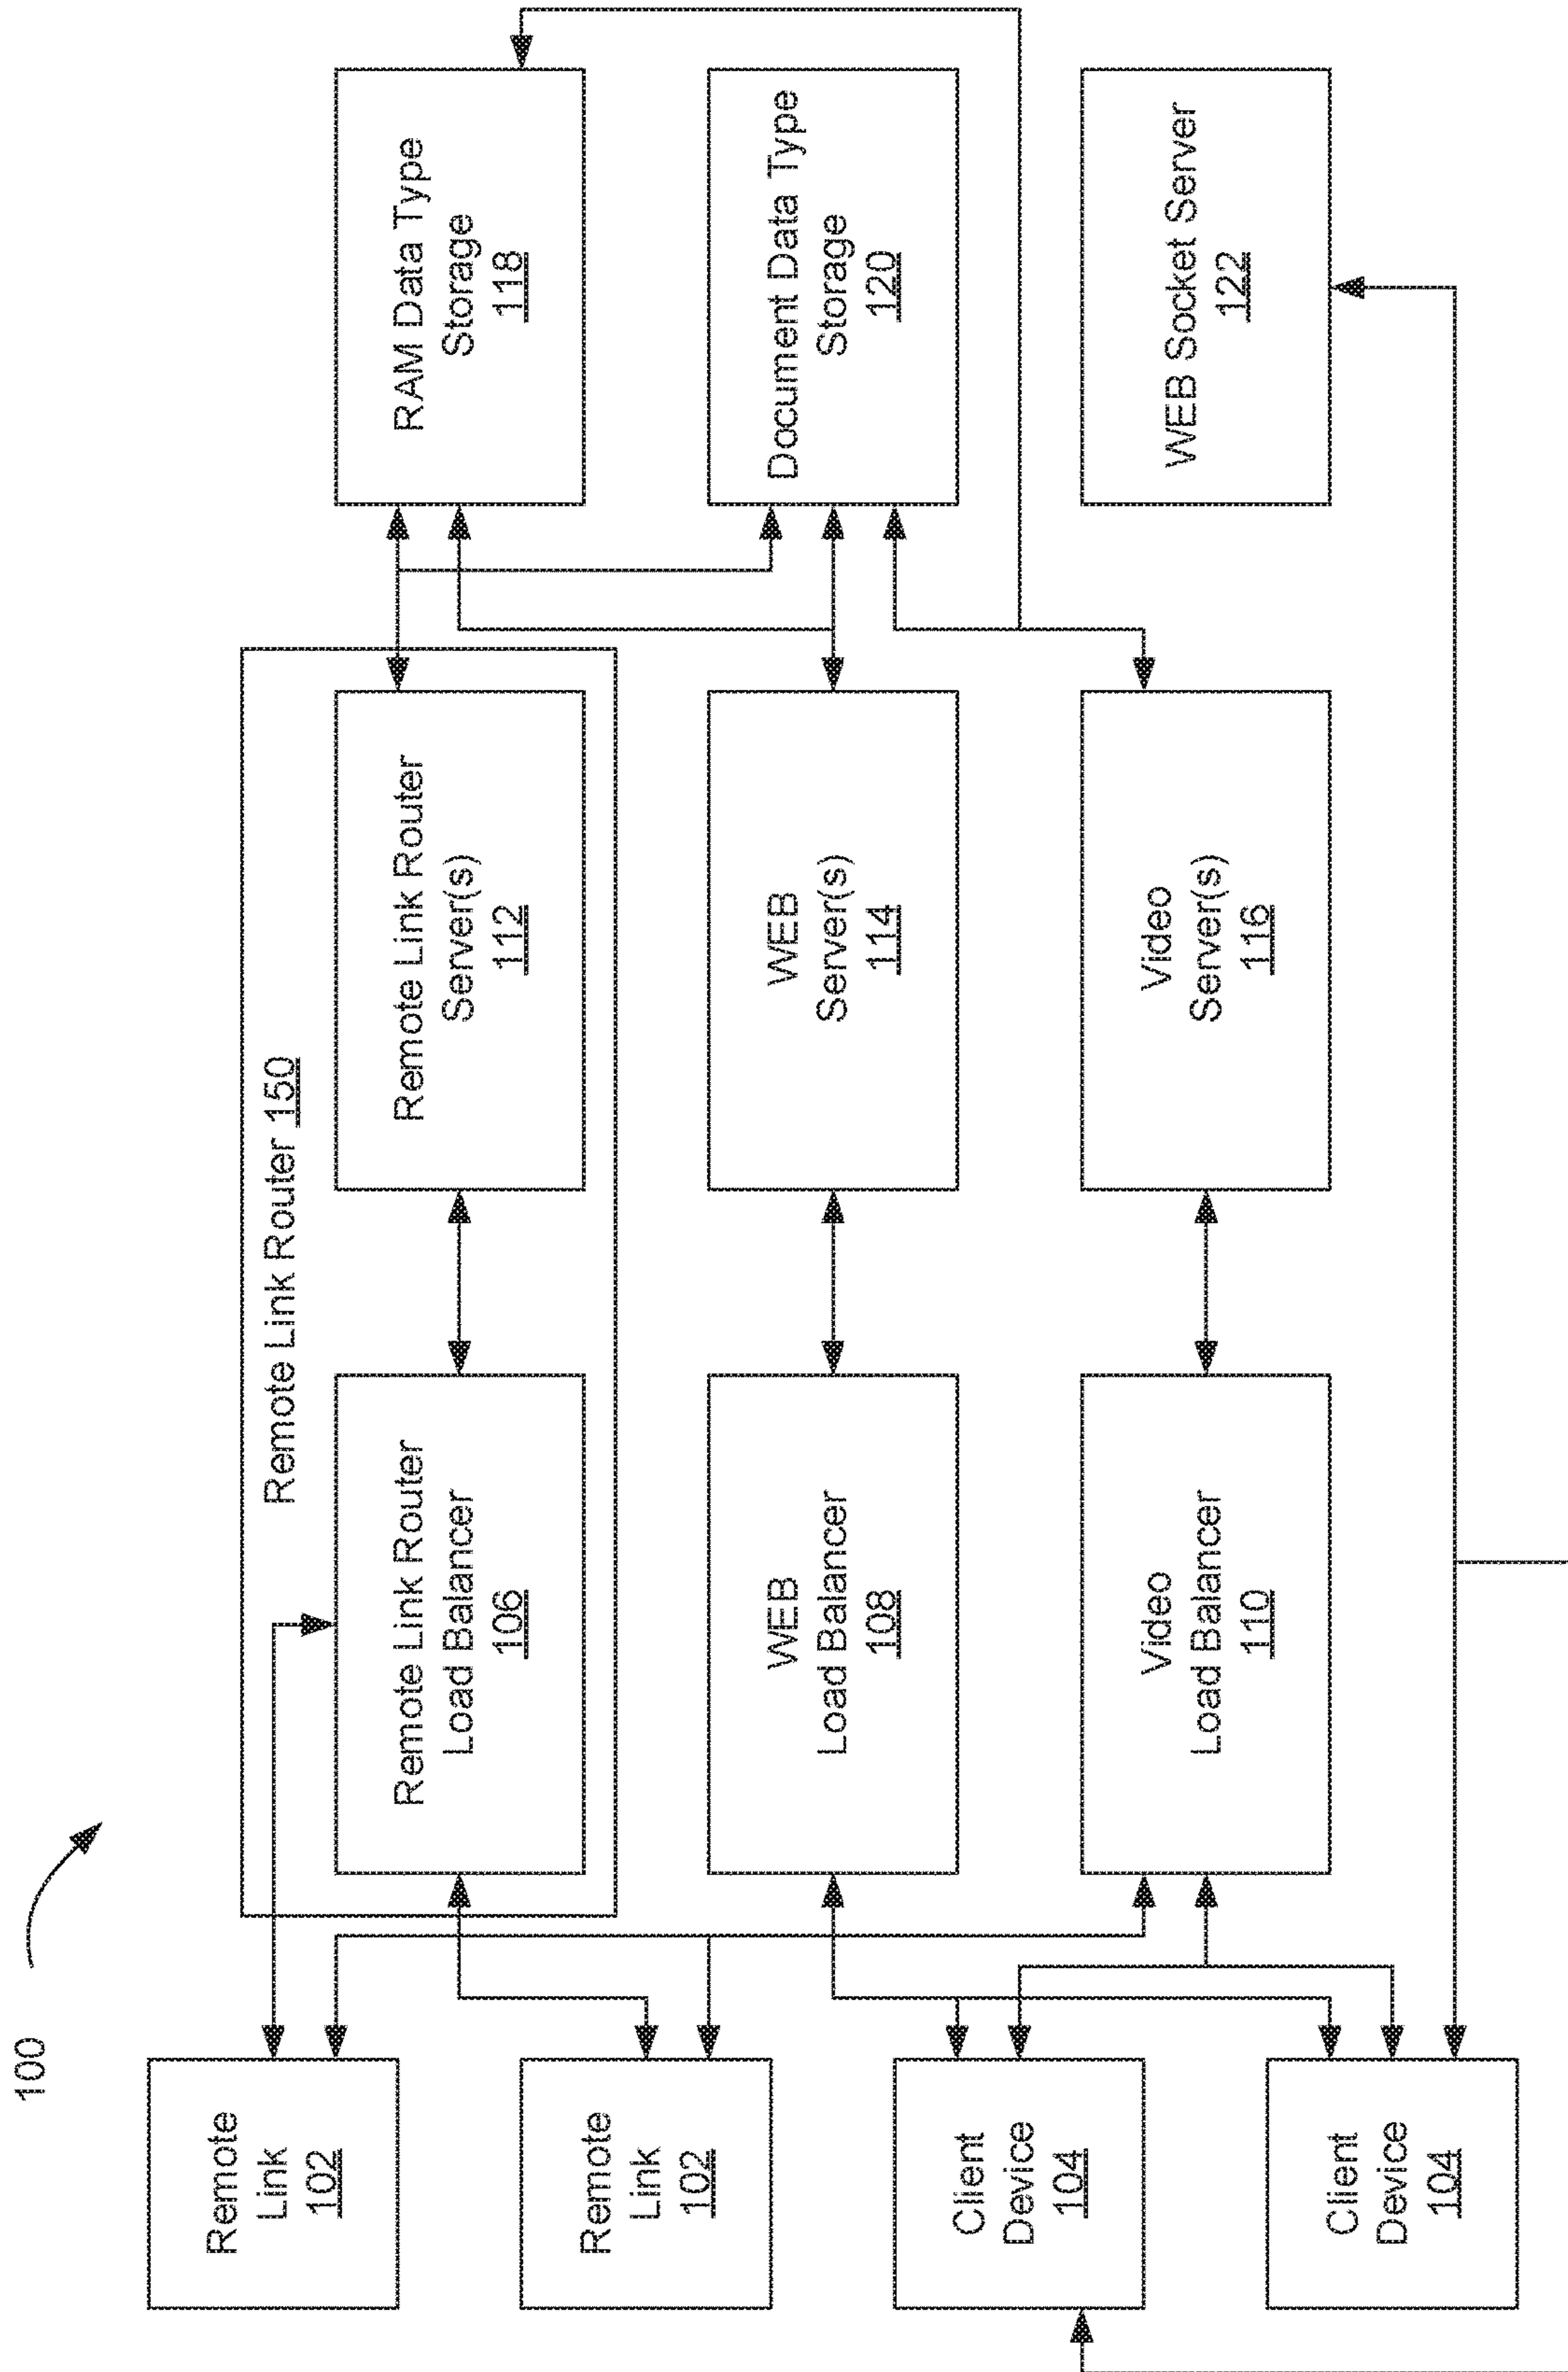 100
Remote Link Router 150
Remote
Link
102
Remote Link Router
Load Balancer
106
Remote Link Router
Server(s)
112
RAM Data Type
Storage
118
Remote
Link
102
WEB
Load Balancer
108
WEB
Server(s)
114
Document Data Type
Storage
120
Client
Device
104
Video
Load Balancer
110
Video
Server(s)
116
WEB Socket Server
122
Client
Device
104